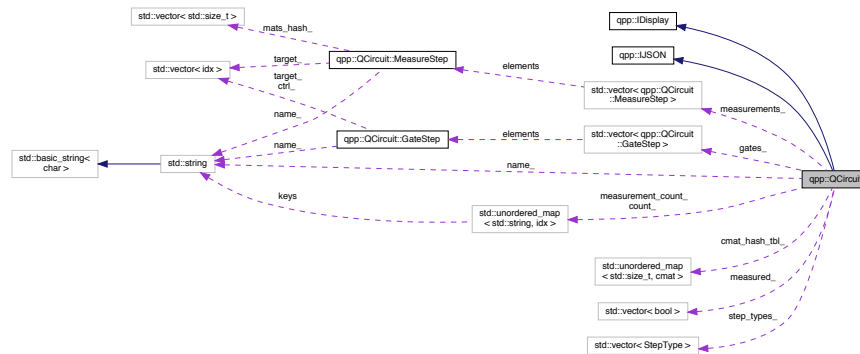 std::vector< std::size_t >
mats_hash_
qpp::IDisplay
qpp::QCircuit::MeasureStep
qpp::IJSON
std::vector< idx >
target_
elements
target_
ctrl_
std::vector< qpp::QCircuit
::MeasureStep >
measurements_
name_
qpp::QCircuit::GateStep
elements
std::vector< qpp::QCircuit
::GateStep >
gates_
name_
std::basic_string<
char >
std::string
name_
qpp::QCircuit
keys
std::unordered_map
< std::string, idx >
measurement_count_
count_
cmat_hash_tbl_
std::unordered_map
< std::size_t, cmat >
measured_
std::vector< bool >
step_types_
std::vector< StepType >